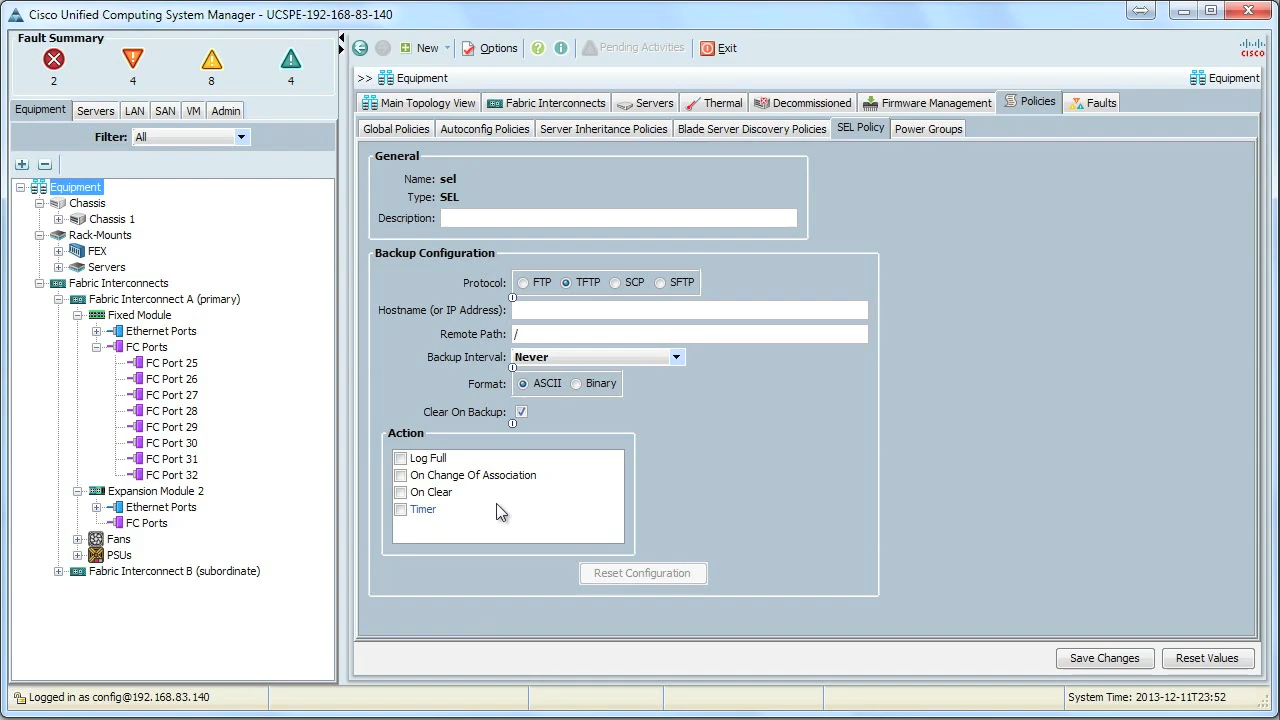 Cisco Unified Computing System Manager - UCSPE-192-168-83-140
Fault Summary
2 4 8 4
Equipment Servers LAN SAN VM Admin
Filter: All
Equipment
Chassis
Chassis 1
Rack-Mounts
FEX
Servers
Fabric Interconnects
Fabric Interconnect A (primary)
Fixed Module
Ethernet Ports
FC Ports
FC Port 25
FC Port 26
FC Port 27
FC Port 28
FC Port 29
FC Port 30
FC Port 31
FC Port 32
Expansion Module 2
Ethernet Ports
FC Ports
Fans
PSUs
Fabric Interconnect B (subordinate)
New Options Pending Activities Exit
CISCO
>> Equipment Equipment
Main Topology View Fabric Interconnects Servers Thermal Decommissioned Firmware Management Policies Faults
Global Policies Autoconfig Policies Server Inheritance Policies Blade Server Discovery Policies SEL Policy Power Groups
General
Name: sel
Type: SEL
Description:
Backup Configuration
Protocol: FTP TFTP SCP SFTP
Hostname (or IP Address):
Remote Path: /
Backup Interval: Never
Format: ASCII Binary
Clear On Backup:
Action
Log Full
On Change Of Association
On Clear
Timer
Reset Configuration
Save Changes Reset Values
Logged in as config@192.168.83.140 System Time: 2013-12-11T23:52